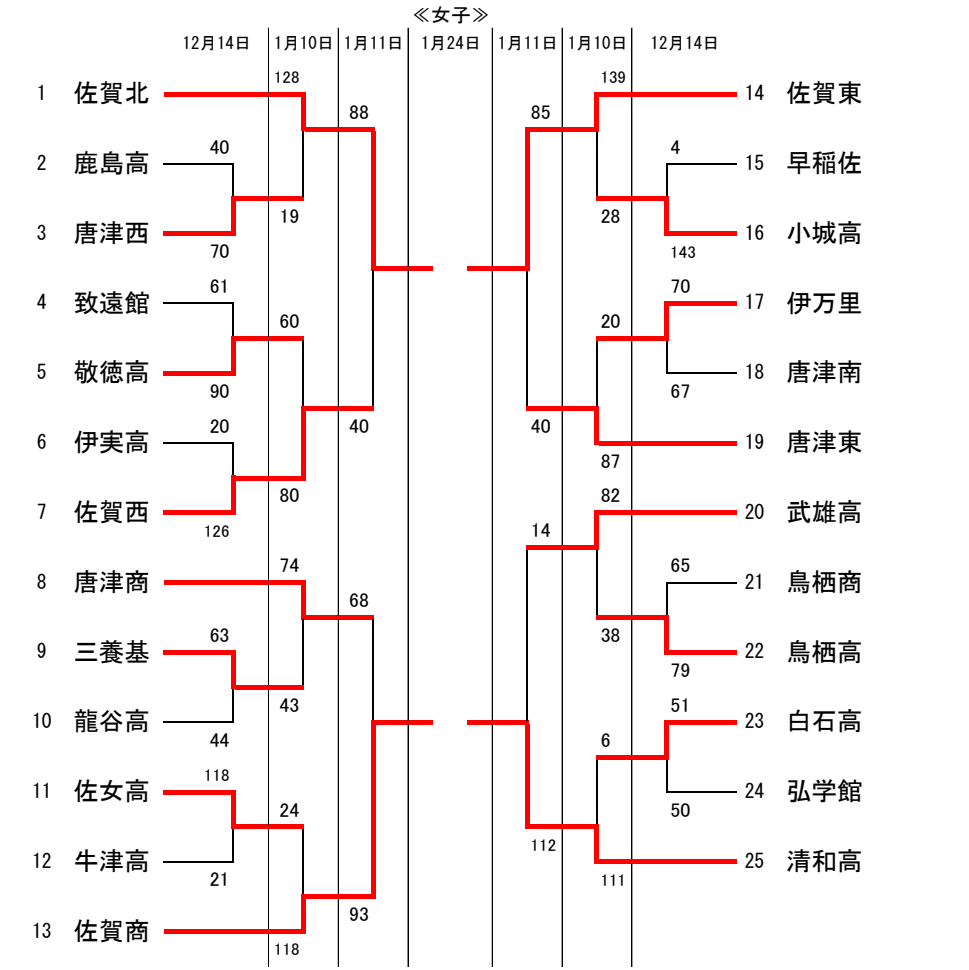 ≪女子≫
12月14日 1月10日 1月11日 1月24日 1月11日 1月10日 12月14日
128 139
1 佐賀北 14 佐賀東
88 85
40 4
2 鹿島高 15 早稲佐
19 28
3 唐津西 16 小城高
70 143
61 70
4 致遠館 17 伊万里
60 20
5 敬徳高 18 唐津南
90 67
20 40 40
6 伊実高 19 唐津東
87
80 82
7 佐賀西 20 武雄高
126 14
74 65
8 唐津商 21 鳥栖商
68
63 38
9 三養基 22 鳥栖高
79
43 51
10 龍谷高 23 白石高
44 6
118
11 佐女高 24 弘学館
24 50
112
12 牛津高 25 清和高
21 111
93
13 佐賀商
118